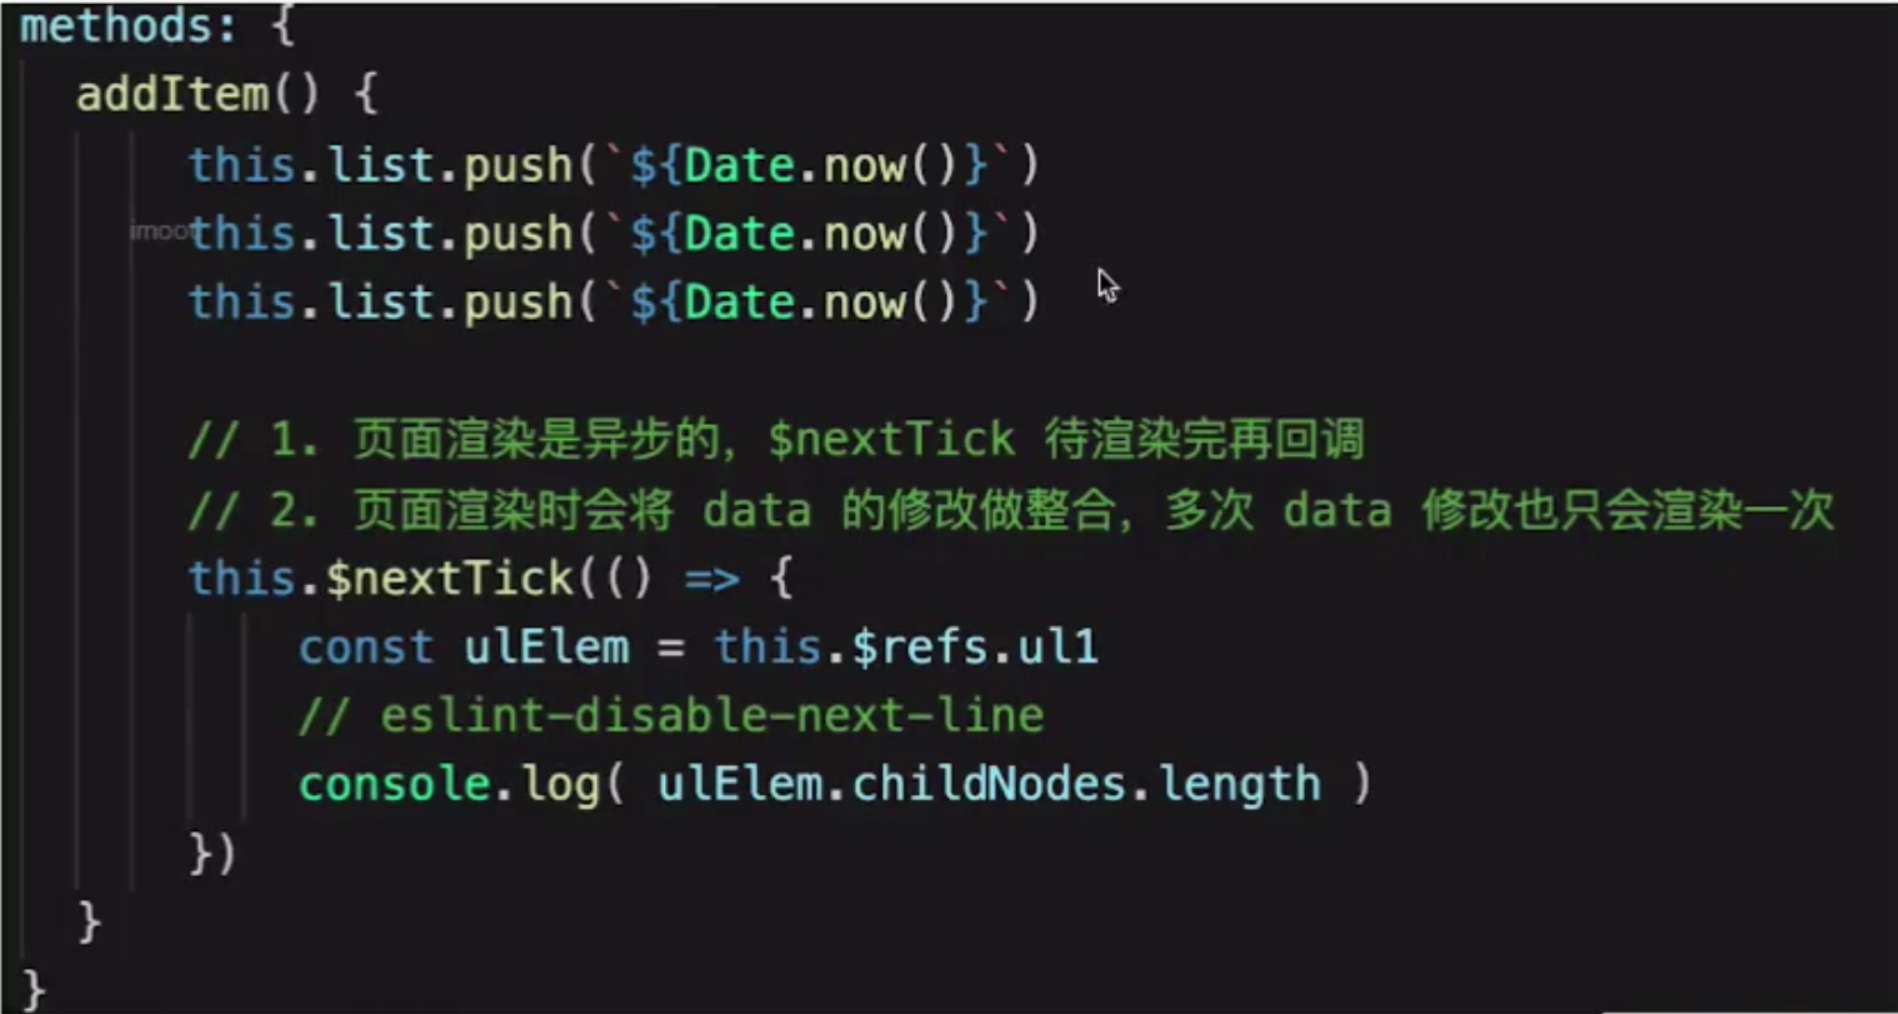 methods: {
addItem() {
this.list.push(`${Date.now()}`)
this.list.push(`${Date.now()}`)
this.list.push(`${Date.now()}`)
// 1. 页面渲染是异步的，$nextTick 待渲染完再回调
// 2. 页面渲染时会将 data 的修改做整合，多次 data 修改也只会渲染一次
this.$nextTick(() => {
const ulElem = this.$refs.ul1
// eslint-disable-next-line
console.log( ulElem.childNodes.length )
})
}
}